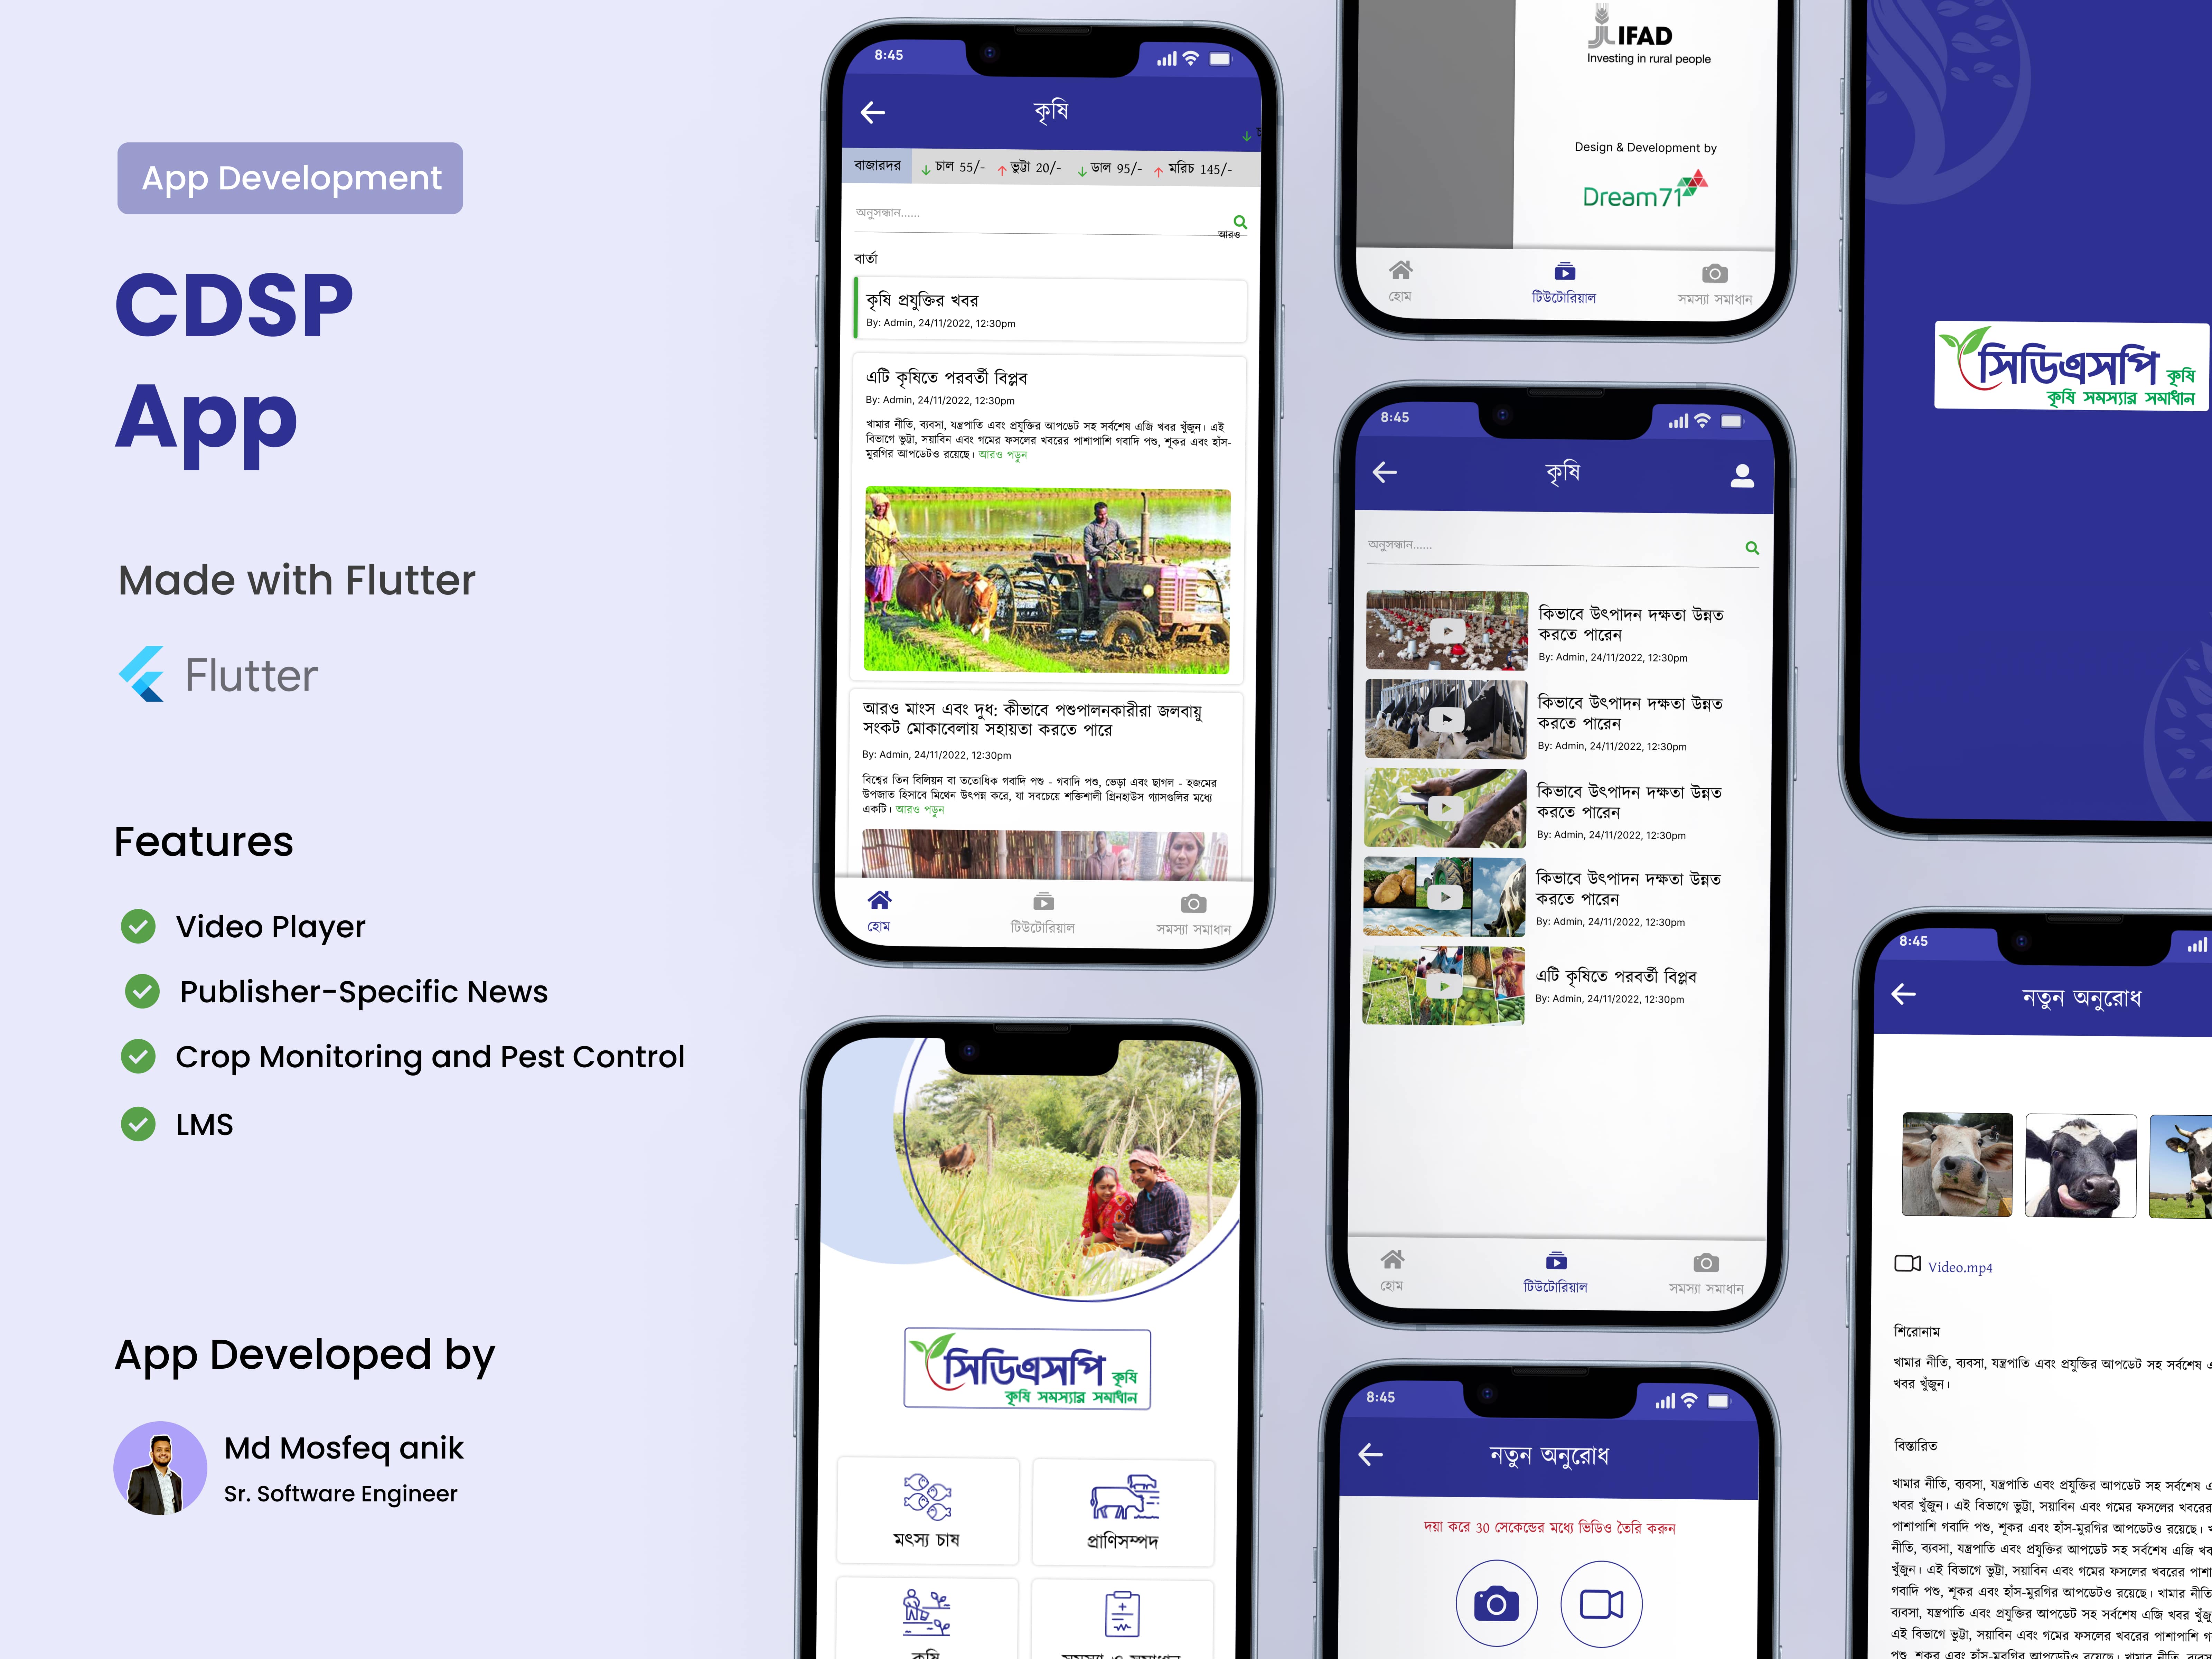 App Development
CDSP
App
Made with Flutter
Flutter
Features
Video Player
Publisher-Specific News
Crop Monitoring and Pest Control
LMS
App Developed by
Md Mosfeq anik
Sr. Software Engineer
8:45
কৃষি
বাজারদর চাল 55/- ভুট্টা 20/- ডাল 95/- মরিচ 145/-
অনুসন্ধান......
আরও
বার্তা
কৃষি প্রযুক্তির খবর
By: Admin, 24/11/2022, 12:30pm
এটি কৃষিতে পরবর্তী বিপ্লব
By: Admin, 24/11/2022, 12:30pm
খামার নীতি, ব্যবসা, যন্ত্রপাতি এবং প্রযুক্তির আপডেট সহ সর্বশেষ এজি খবর খুঁজুন। এই
বিভাগে ভুট্টা, সয়াবিন এবং গমের ফসলের খবরের পাশাপাশি গবাদি পশু, শূকর এবং হাঁস-
মুরগির আপডেটও রয়েছে। আরও পড়ুন
আরও মাংস এবং দুধ: কীভাবে পশুপালনকারীরা জলবায়ু
সংকট মোকাবেলায় সহায়তা করতে পারে
By: Admin, 24/11/2022, 12:30pm
বিশ্বের তিন বিলিয়ন বা ততোধিক গবাদি পশু - গবাদি পশু, ভেড়া এবং ছাগল - হজমের
উপজাত হিসাবে মিথেন উৎপন্ন করে, যা সবচেয়ে শক্তিশালী গ্রিনহাউস গ্যাসগুলির মধ্যে
একটি। আরও পড়ুন
হোম টিউটোরিয়াল সমস্যা সমাধান
সিডিএসপি কৃষি
কৃষি সমস্যার সমাধান
মৎস্য চাষ প্রাণিসম্পদ
কৃষি সমস্যা ও সমাধান
IFAD
Investing in rural people
Design & Development by
Dream71
হোম টিউটোরিয়াল সমস্যা সমাধান
8:45
কৃষি
অনুসন্ধান......
কিভাবে উৎপাদন দক্ষতা উন্নত
করতে পারেন
By: Admin, 24/11/2022, 12:30pm
কিভাবে উৎপাদন দক্ষতা উন্নত
করতে পারেন
By: Admin, 24/11/2022, 12:30pm
কিভাবে উৎপাদন দক্ষতা উন্নত
করতে পারেন
By: Admin, 24/11/2022, 12:30pm
কিভাবে উৎপাদন দক্ষতা উন্নত
করতে পারেন
By: Admin, 24/11/2022, 12:30pm
এটি কৃষিতে পরবর্তী বিপ্লব
By: Admin, 24/11/2022, 12:30pm
হোম টিউটোরিয়াল সমস্যা সমাধান
8:45
নতুন অনুরোধ
দয়া করে 30 সেকেন্ডের মধ্যে ভিডিও তৈরি করুন
সিডিএসপি কৃষি
কৃষি সমস্যার সমাধান
8:45
নতুন অনুরোধ
Video.mp4
শিরোনাম
খামার নীতি, ব্যবসা, যন্ত্রপাতি এবং প্রযুক্তির আপডেট সহ সর্বশেষ
খবর খুঁজুন।
বিস্তারিত
খামার নীতি, ব্যবসা, যন্ত্রপাতি এবং প্রযুক্তির আপডেট সহ সর্বশেষ
খবর খুঁজুন। এই বিভাগে ভুট্টা, সয়াবিন এবং গমের ফসলের খবরের
পাশাপাশি গবাদি পশু, শূকর এবং হাঁস-মুরগির আপডেটও রয়েছে।
নীতি, ব্যবসা, যন্ত্রপাতি এবং প্রযুক্তির আপডেট সহ সর্বশেষ এজি
খুঁজুন। এই বিভাগে ভুট্টা, সয়াবিন এবং গমের ফসলের খবরের
গবাদি পশু, শূকর এবং হাঁস-মুরগির আপডেটও রয়েছে। খামার নীতি
ব্যবসা, যন্ত্রপাতি এবং প্রযুক্তির আপডেট সহ সর্বশেষ এজি খবর
এই বিভাগে ভুট্টা, সয়াবিন এবং গমের ফসলের খবরের পাশাপাশি
পশু, শূকর এবং হাঁস-মুরগির আপডেটও রয়েছে। খামার নীতি,